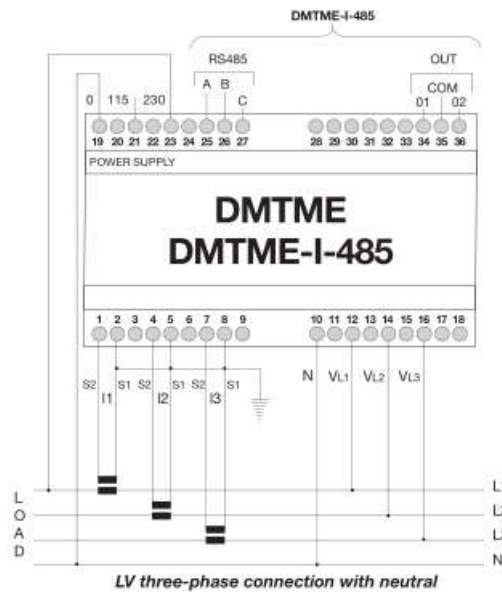 DMTME-I-485
RS485 OUT
A B COM
0 115 230 C 01 02
19 20 21 22 23 24 25 26 27 28 29 30 31 32 33 34 35 36
POWER SUPPLY
DMTME
DMTME-I-485
1 2 3 4 5 6 7 8 9 10 11 12 13 14 15 16 17 18
S2 S1 S2 S1 S2 S1 N VL1 VL2 VL3
I1 I2 I3
L L1
O
A
D N
LV three-phase connection with neutral